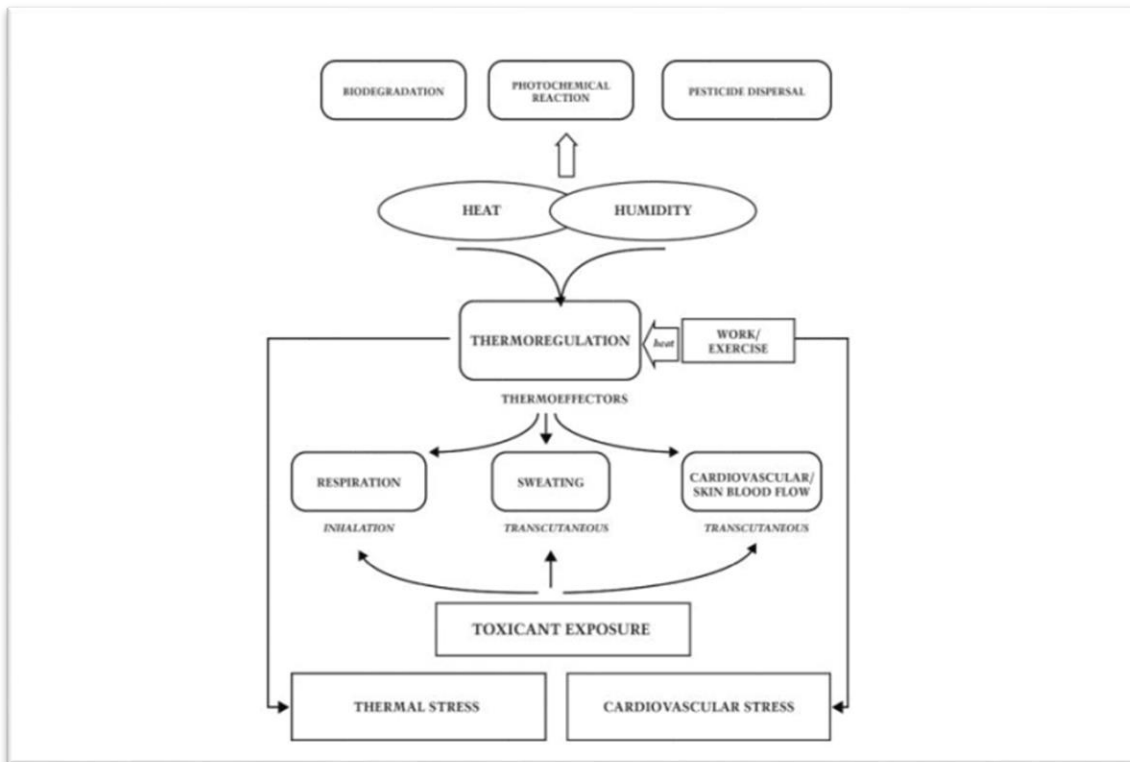 BIODEGRADATION
PHOTOCHEMICAL
REACTION
PESTICIDE DISPERSAL
HEAT
HUMIDITY
THERMOREGULATION
heat
WORK/
EXERCISE
THERMOEFFECTORS
RESPIRATION
SWEATING
CARDIOVASCULAR/
SKIN BLOOD FLOW
INHALATION
TRANSCUTANEOUS
TRANSCUTANEOUS
TOXICANT EXPOSURE
THERMAL STRESS
CARDIOVASCULAR STRESS